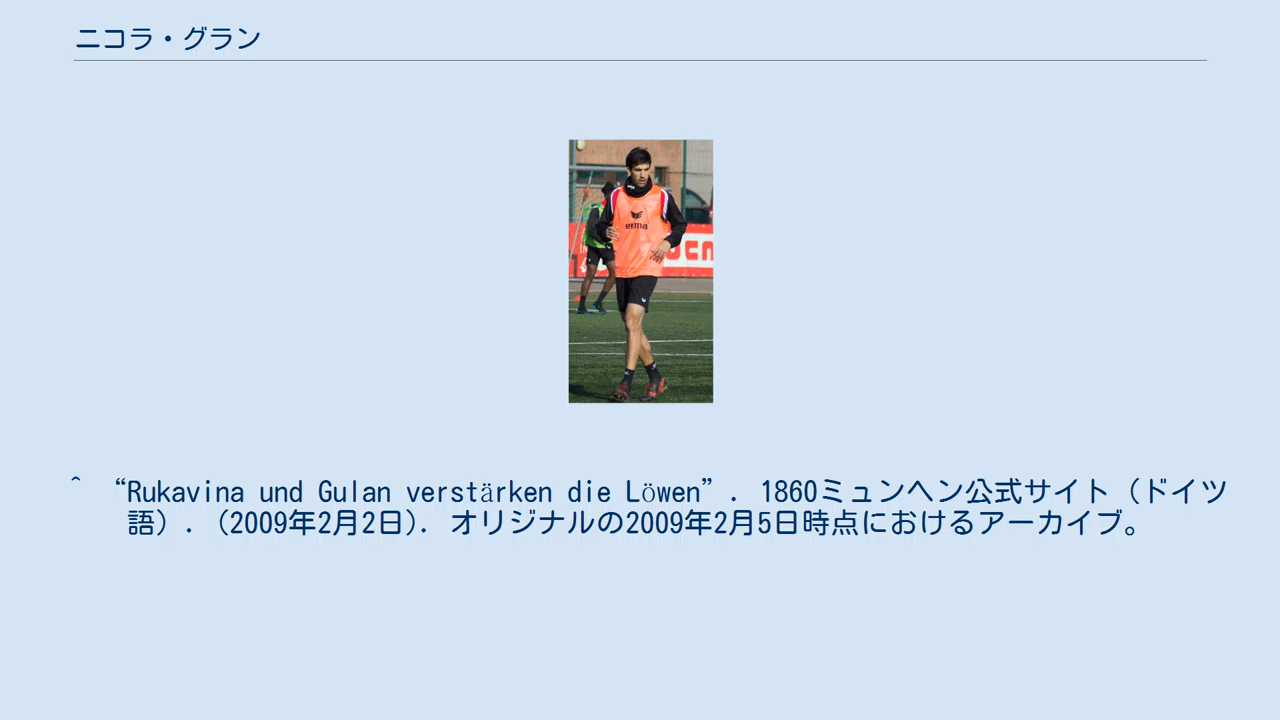 ニコラ・グラン
erima
^ “Rukavina und Gulan verstärken die Löwen”. 1860ミュンヘン公式サイト（ドイツ
語）. (2009年2月2日). オリジナルの2009年2月5日時点におけるアーカイブ。